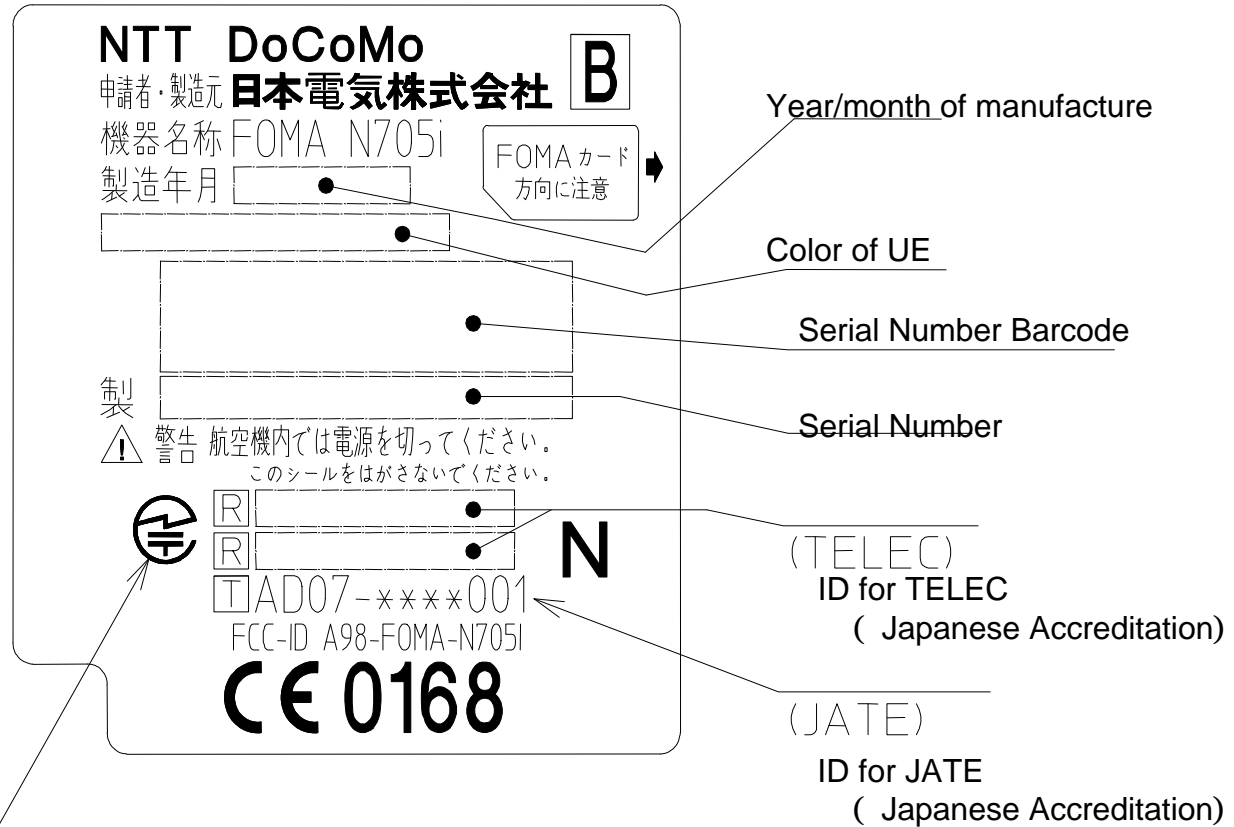 NTT DoCoMo
B
申請者・製造元 日本電気株式会社
機器名称 FOMA N705i
製造年月
FOMAカード
方向に注意
製
警告 航空機内では電源を切ってください。
このシールをはがさないでください。
R
R
N
T AD07-****001
FCC-ID A98-FOMA-N705I
CE 0168
Year/month of manufacture
Color of UE
Serial Number Barcode
Serial Number
(TELEC)
ID for TELEC
( Japanese Accreditation)
(JATE)
ID for JATE
( Japanese Accreditation)